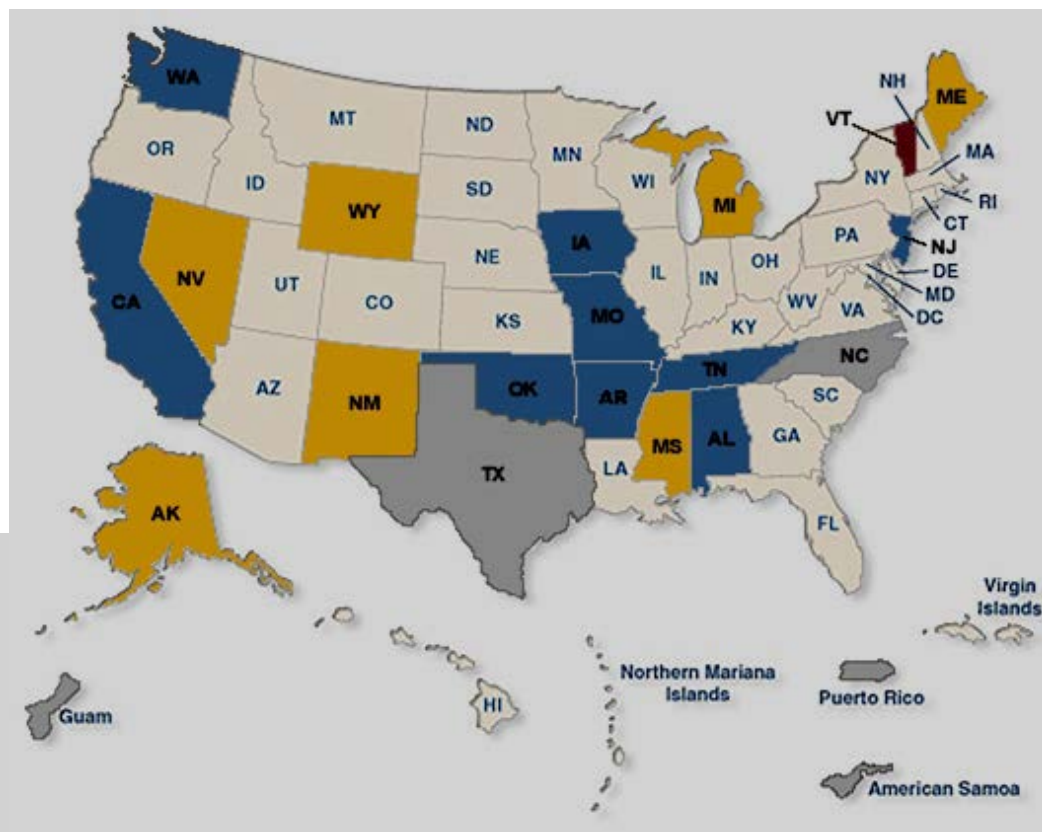 WA
MT
ND
MN
OR
ID
SD
WI
WY
MI
NY
VT
NH
ME
MA
RI
CT
NJ
PA
DE
MD
DC
NV
UT
CO
NE
IA
IL
IN
OH
WV
VA
KY
CA
KS
MO
AZ
NM
OK
AR
TN
NC
SC
TX
LA
MS
AL
GA
FL
AK
HI
Virgin
Islands
Northern Mariana
Islands
Puerto Rico
Guam
American Samoa